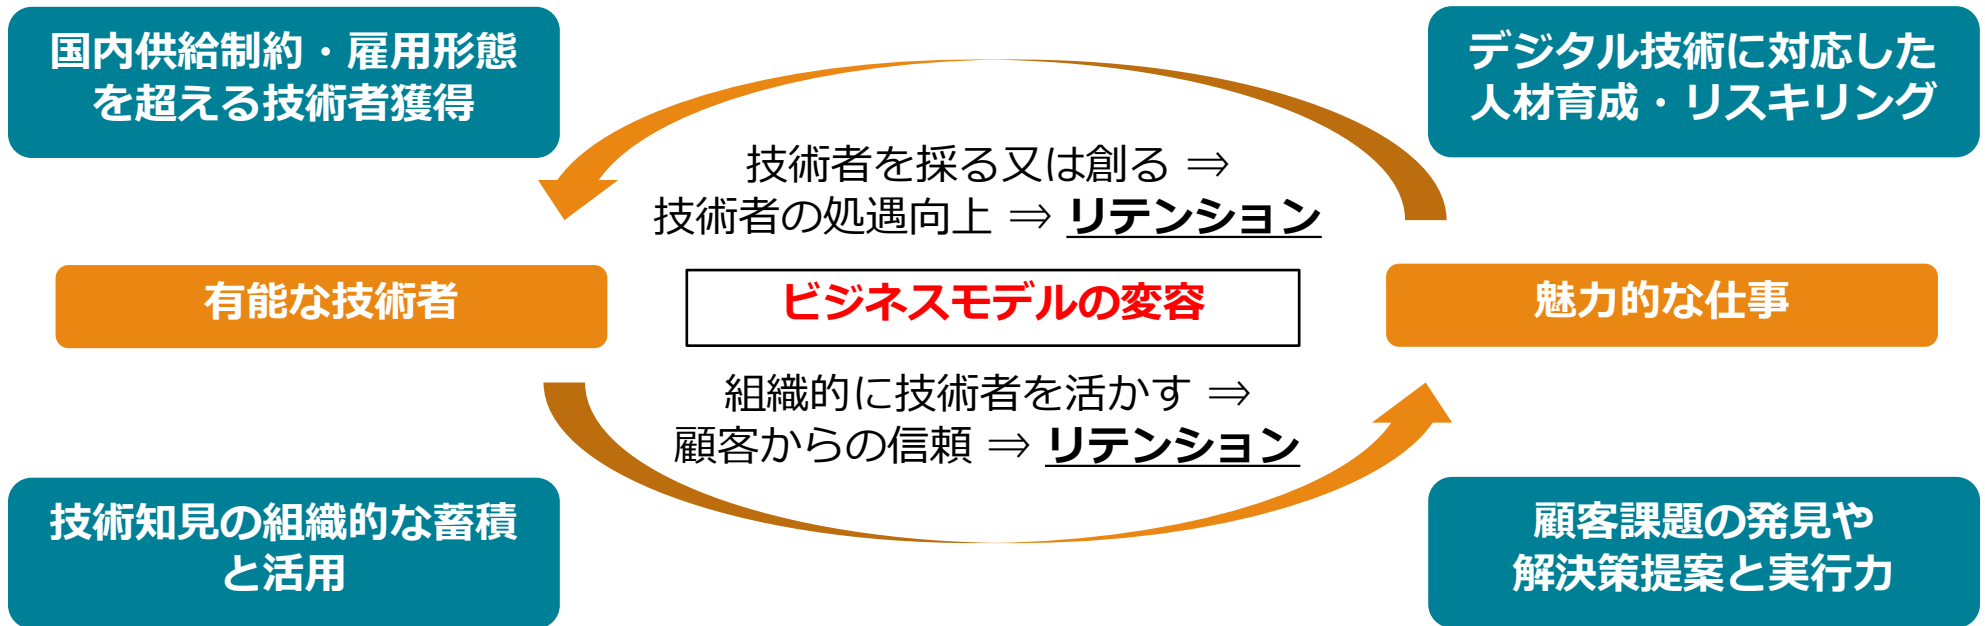 国内供給制約・雇用形態
を超える技術者獲得
デジタル技術に対応した
人材育成・リスキリング
技術者を採る又は創る ⇒
技術者の処遇向上 ⇒ リテンション
有能な技術者
ビジネスモデルの変容
魅力的な仕事
組織的に技術者を活かす ⇒
顧客からの信頼 ⇒ リテンション
技術知見の組織的な蓄積
と活用
顧客課題の発見や
解決策提案と実行力